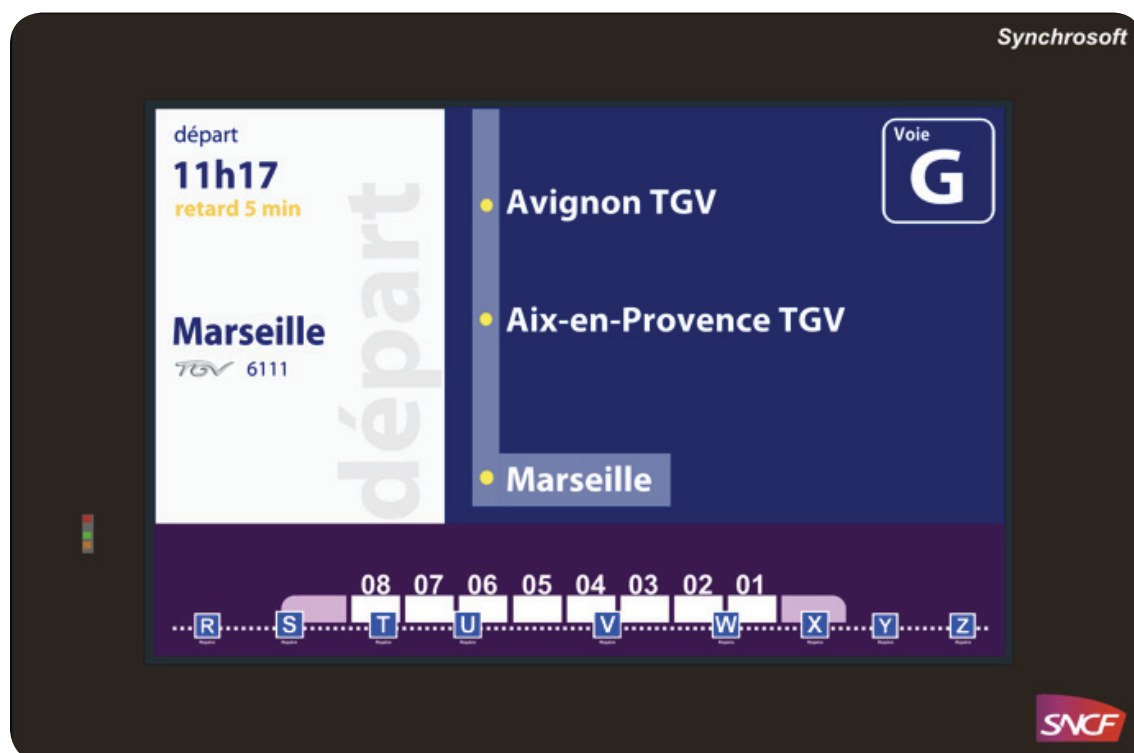 Synchrosoft
départ
11h17
retard 5 min
Marseille
TGV 6111
départ
Voie
G
Avignon TGV
Aix-en-Provence TGV
Marseille
08 07 06 05 04 03 02 01
R S T U V W X Y Z
SNCF